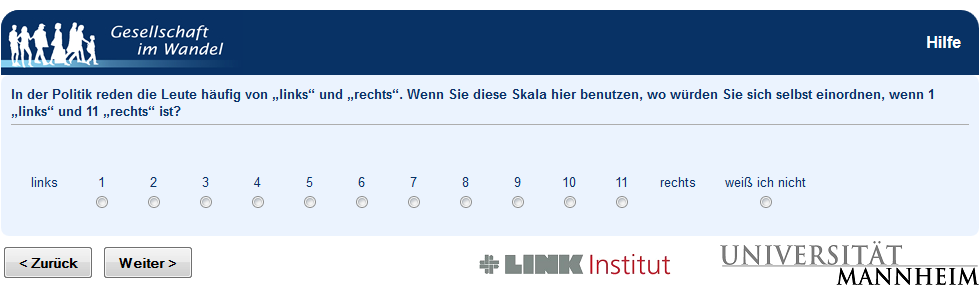 Gesellschaft
im Wandel
Hilfe
In der Politik reden die Leute häufig von „links“ und „rechts“. Wenn Sie diese Skala hier benutzen, wo würden Sie sich selbst einordnen, wenn 1
„links“ und 11 „rechts“ ist?
links 1 2 3 4 5 6 7 8 9 10 11 rechts weiß ich nicht
< Zurück Weiter >
LINK Institut
UNIVERSITÄT
MANNHEIM